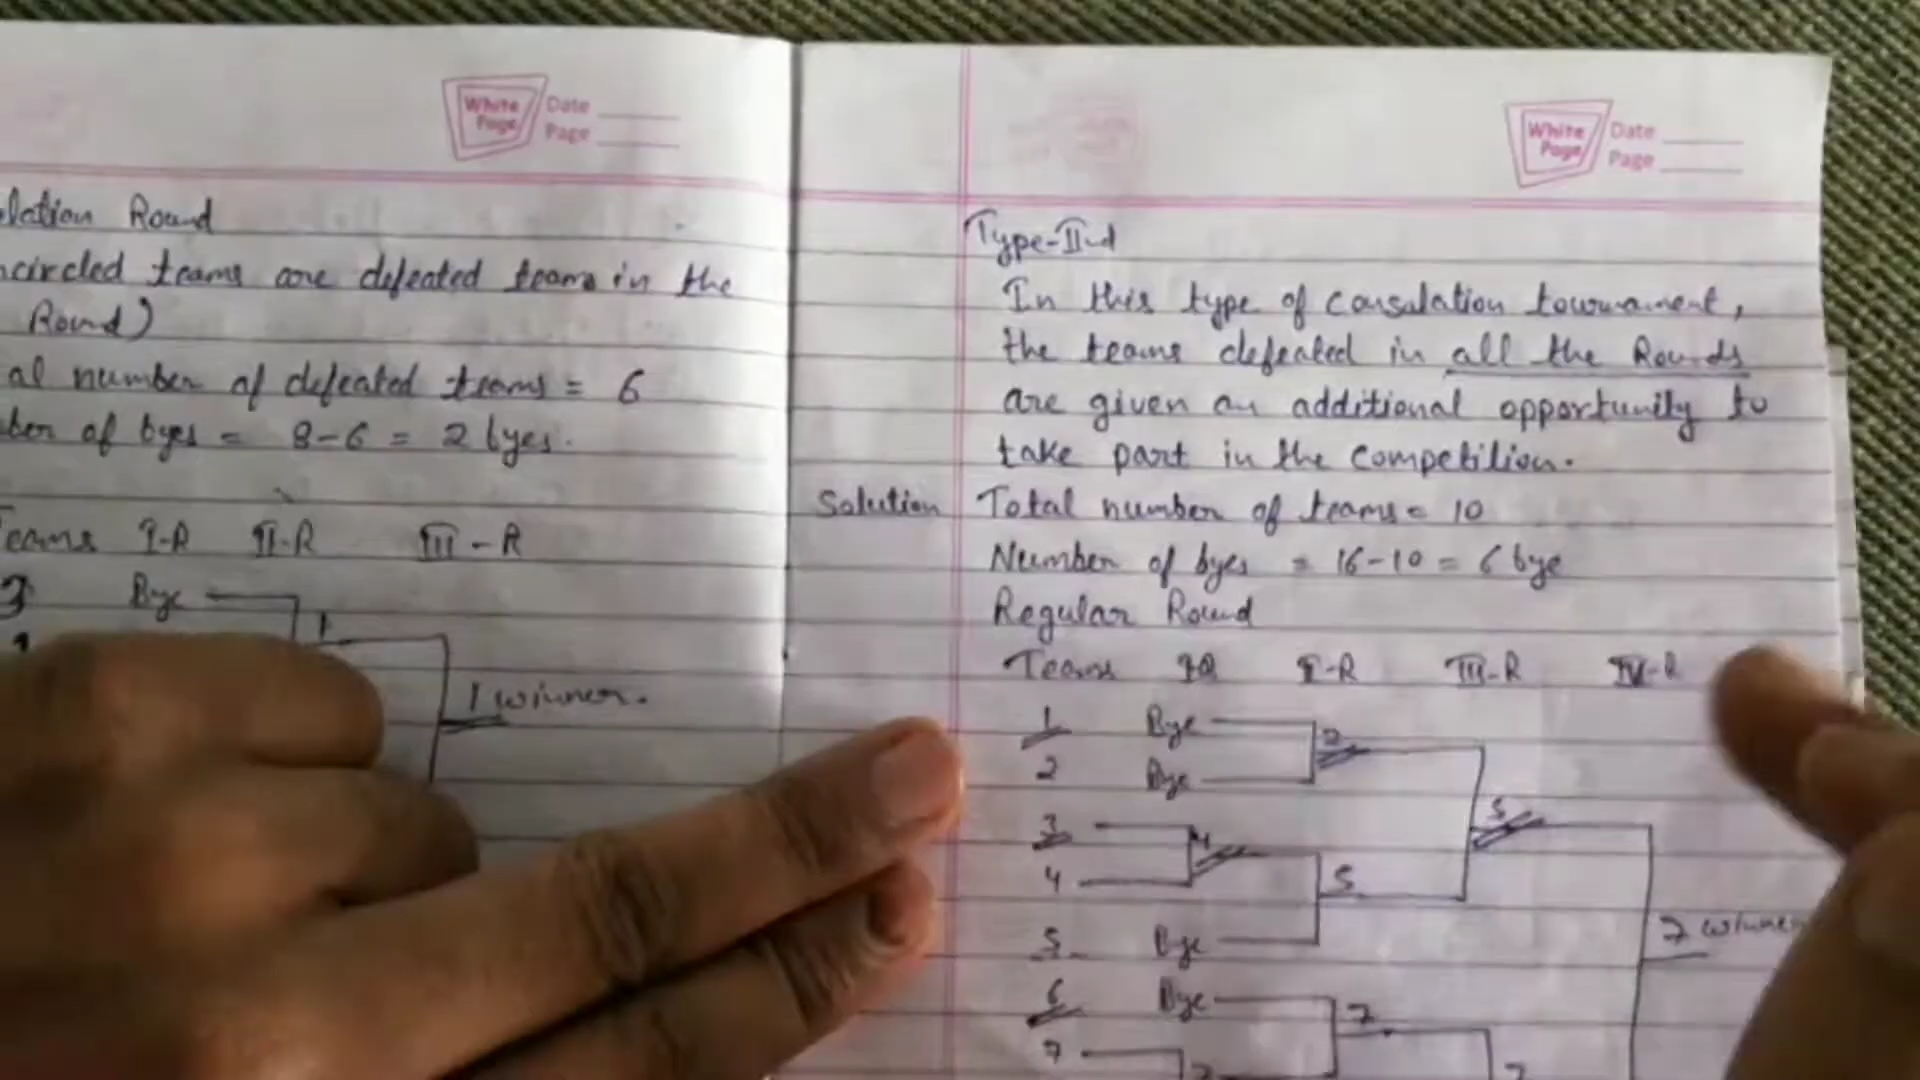 White Page Date
Page
lation Round
ncircled teams are defeated teams in the
Round)
al number of defeated teams = 6
ber of byes = 8-6 = 2 byes.
Teams I-R II-R III-R
Bye
1
1 winner.
White Page Date
Page
Type-II
In this type of consalation tournament,
the teams defeated in all the Rounds
are given an additional opportunity to
take part in the competition.
Solution Total number of teams = 10
Number of byes = 16-10 = 6 bye
Regular Round
Teams I-R II-R III-R IV-R
1 Bye
2
2 Bye
5
3
4
4
5
7 winner
5 Bye
6 Bye
7
7
7